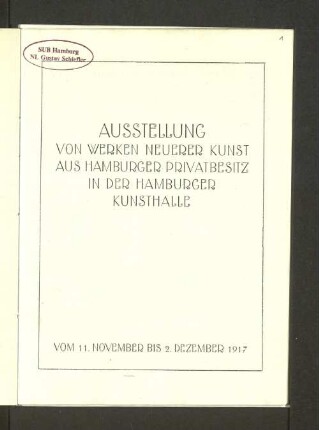 1
SUB Hamburg
NL Gustav Schiefler
AUSSTELLUNG
VON WERKEN NEUERER KUNST
AUS HAMBURGER PRIVATBESITZ
IN DER HAMBURGER
KUNSTHALLE
VOM 11. NOVEMBER BIS 2. DEZEMBER 1917